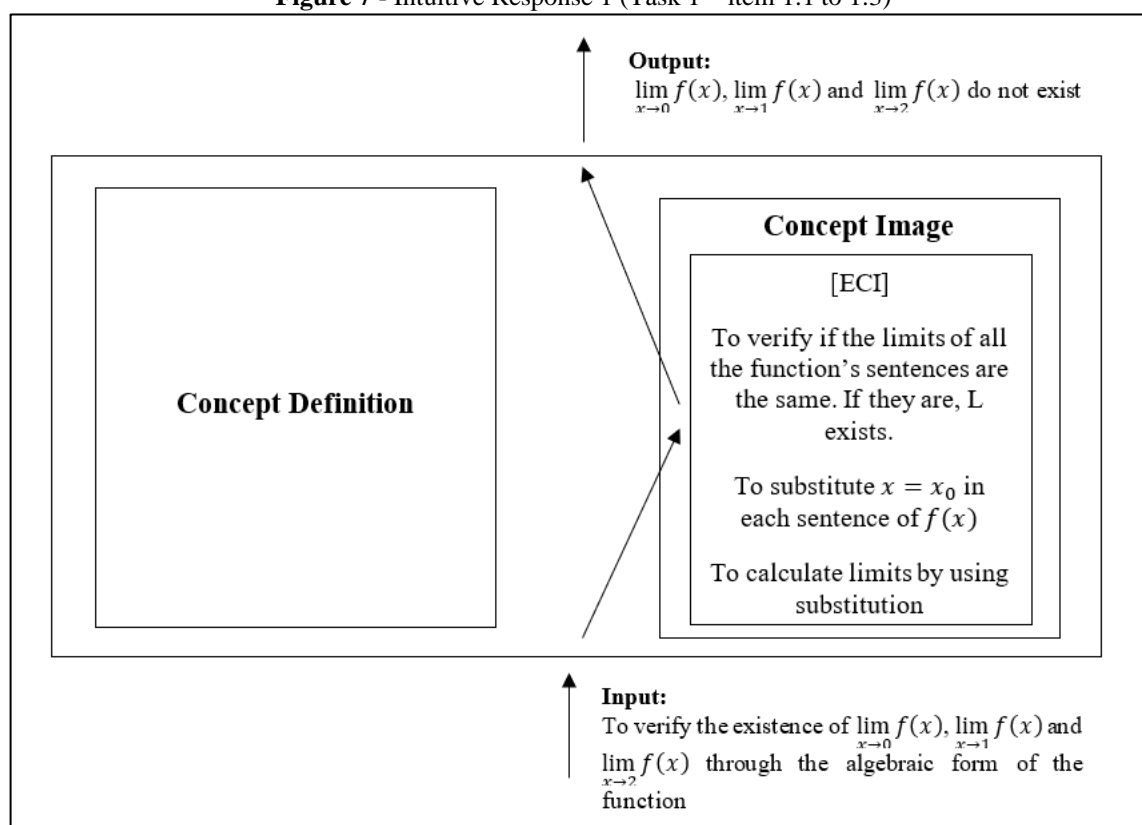 Figure 7 - Intuitive Response 1 (Task 1 – item 1.1 to 1.3)
Output:
lim x→0 f(x), lim x→1 f(x) and lim x→2 f(x) do not exist
Concept Definition
Concept Image
[ECI]
To verify if the limits of all
the function’s sentences are
the same. If they are, L
exists.
To substitute x = x₀ in
each sentence of f(x)
To calculate limits by using
substitution
Input:
To verify the existence of lim x→0 f(x), lim x→1 f(x) and
lim x→2 f(x) through the algebraic form of the
function